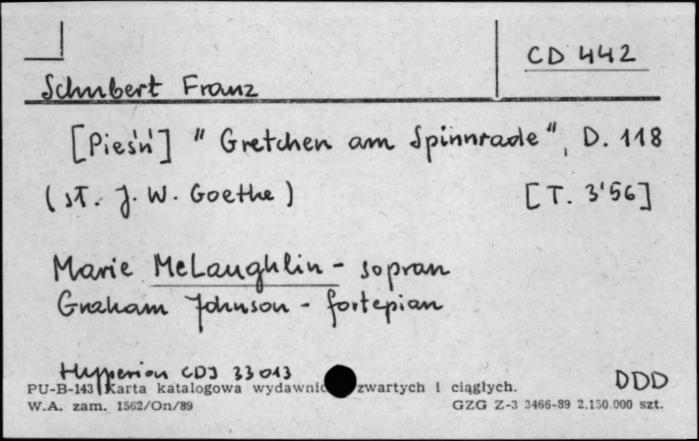 CD 442
Schubert Franz
[Pieśń] " Gretchen am Spinnrade", D. 118
(sł. J. W. Goethe) [T. 3'56]
Marie McLaughlin - sopran
Graham Johnson - fortepian
Hyperion CDJ 33013
DDD
PU-B-143 Karta katalogowa wydawnic zwartych i ciągłych.
W.A. zam. 1562/On/89 GZG Z-3 3466-89 2.150.000 szt.